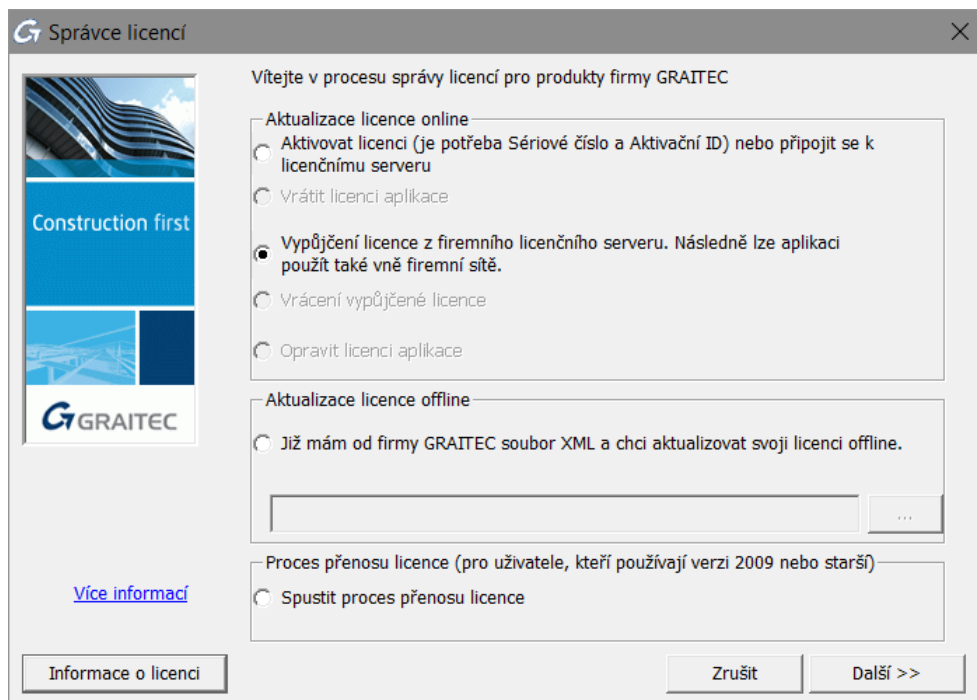 Správce licencí
Vítejte v procesu správy licencí pro produkty firmy GRAITEC
Aktualizace licence online
Aktivovat licenci (je potřeba Sériové číslo a Aktivační ID) nebo připojit se k
licenčnímu serveru
Vrátit licenci aplikace
Construction first
Vypůjčení licence z firemního licenčního serveru. Následně lze aplikaci
použít také vně firemní sítě.
Vrácení vypůjčené licence
Opravit licenci aplikace
GRAITEC
Aktualizace licence offline
Již mám od firmy GRAITEC soubor XML a chci aktualizovat svoji licenci offline.
...
Proces přenosu licence (pro uživatele, kteří používají verzi 2009 nebo starší)
Spustit proces přenosu licence
Více informací
Informace o licenci
Zrušit
Další >>